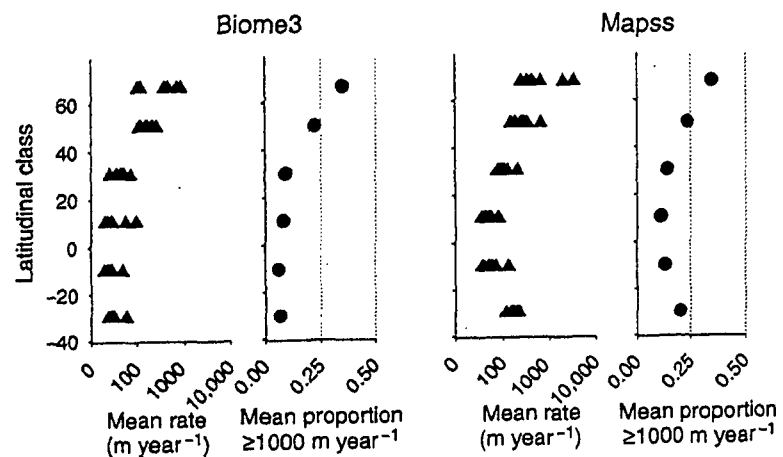 Biome3
Mapss
Latitudinal class
60
40
20
0
−20
−40
0
100
1000
10,000
0.00
0.25
0.50
0
100
1000
10,000
0.00
0.25
0.50
Mean rate
(m year⁻¹)
Mean proportion
≥1000 m year⁻¹
Mean rate
(m year⁻¹)
Mean proportion
≥1000 m year⁻¹